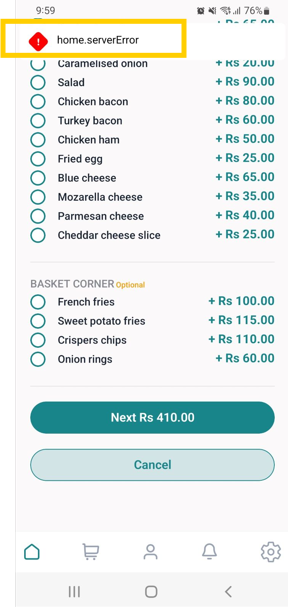 9:59 76%
+ Rs 65.00
home.serverError
Caramelised onion + Rs 20.00
Salad + Rs 90.00
Chicken bacon + Rs 80.00
Turkey bacon + Rs 60.00
Chicken ham + Rs 50.00
Fried egg + Rs 25.00
Blue cheese + Rs 65.00
Mozarella cheese + Rs 35.00
Parmesan cheese + Rs 40.00
Cheddar cheese slice + Rs 25.00
BASKET CORNER Optional
French fries + Rs 100.00
Sweet potato fries + Rs 115.00
Crispers chips + Rs 110.00
Onion rings + Rs 60.00
Next Rs 410.00
Cancel